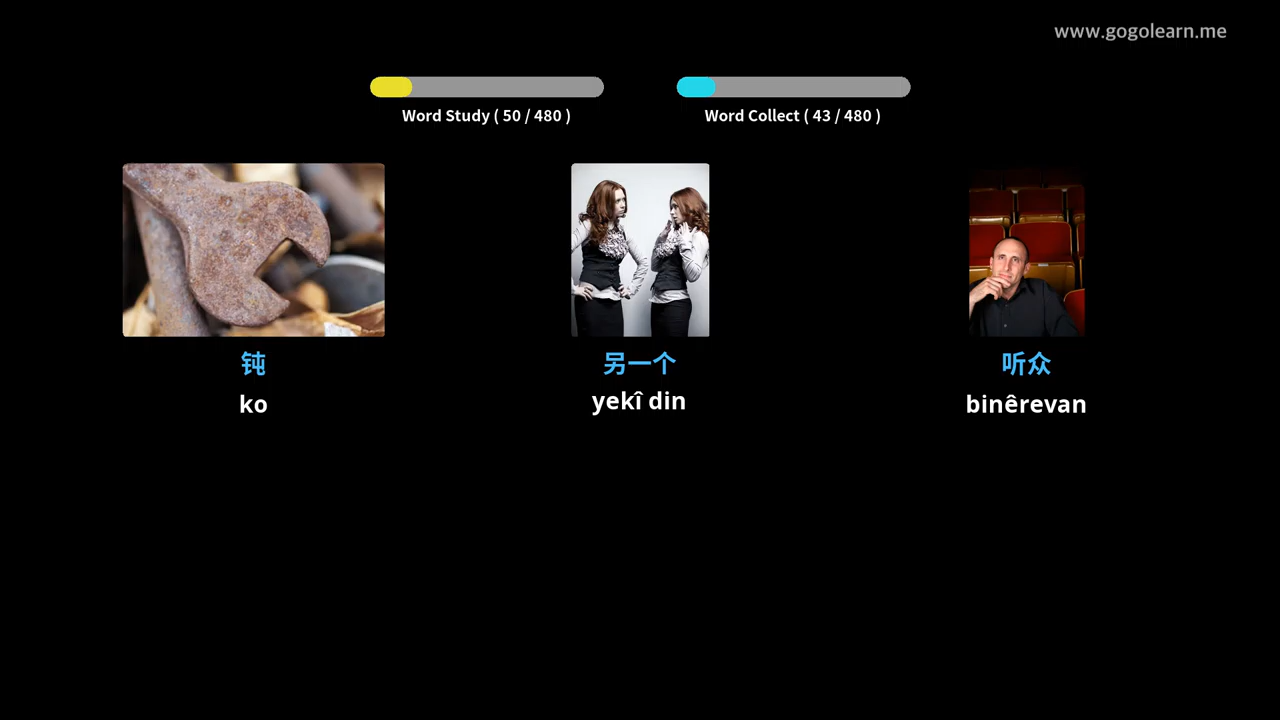 www.gogolearn.me
Word Study ( 50 / 480 )
Word Collect ( 43 / 480 )
钝
另一个
听众
ko
yekî din
binêrevan